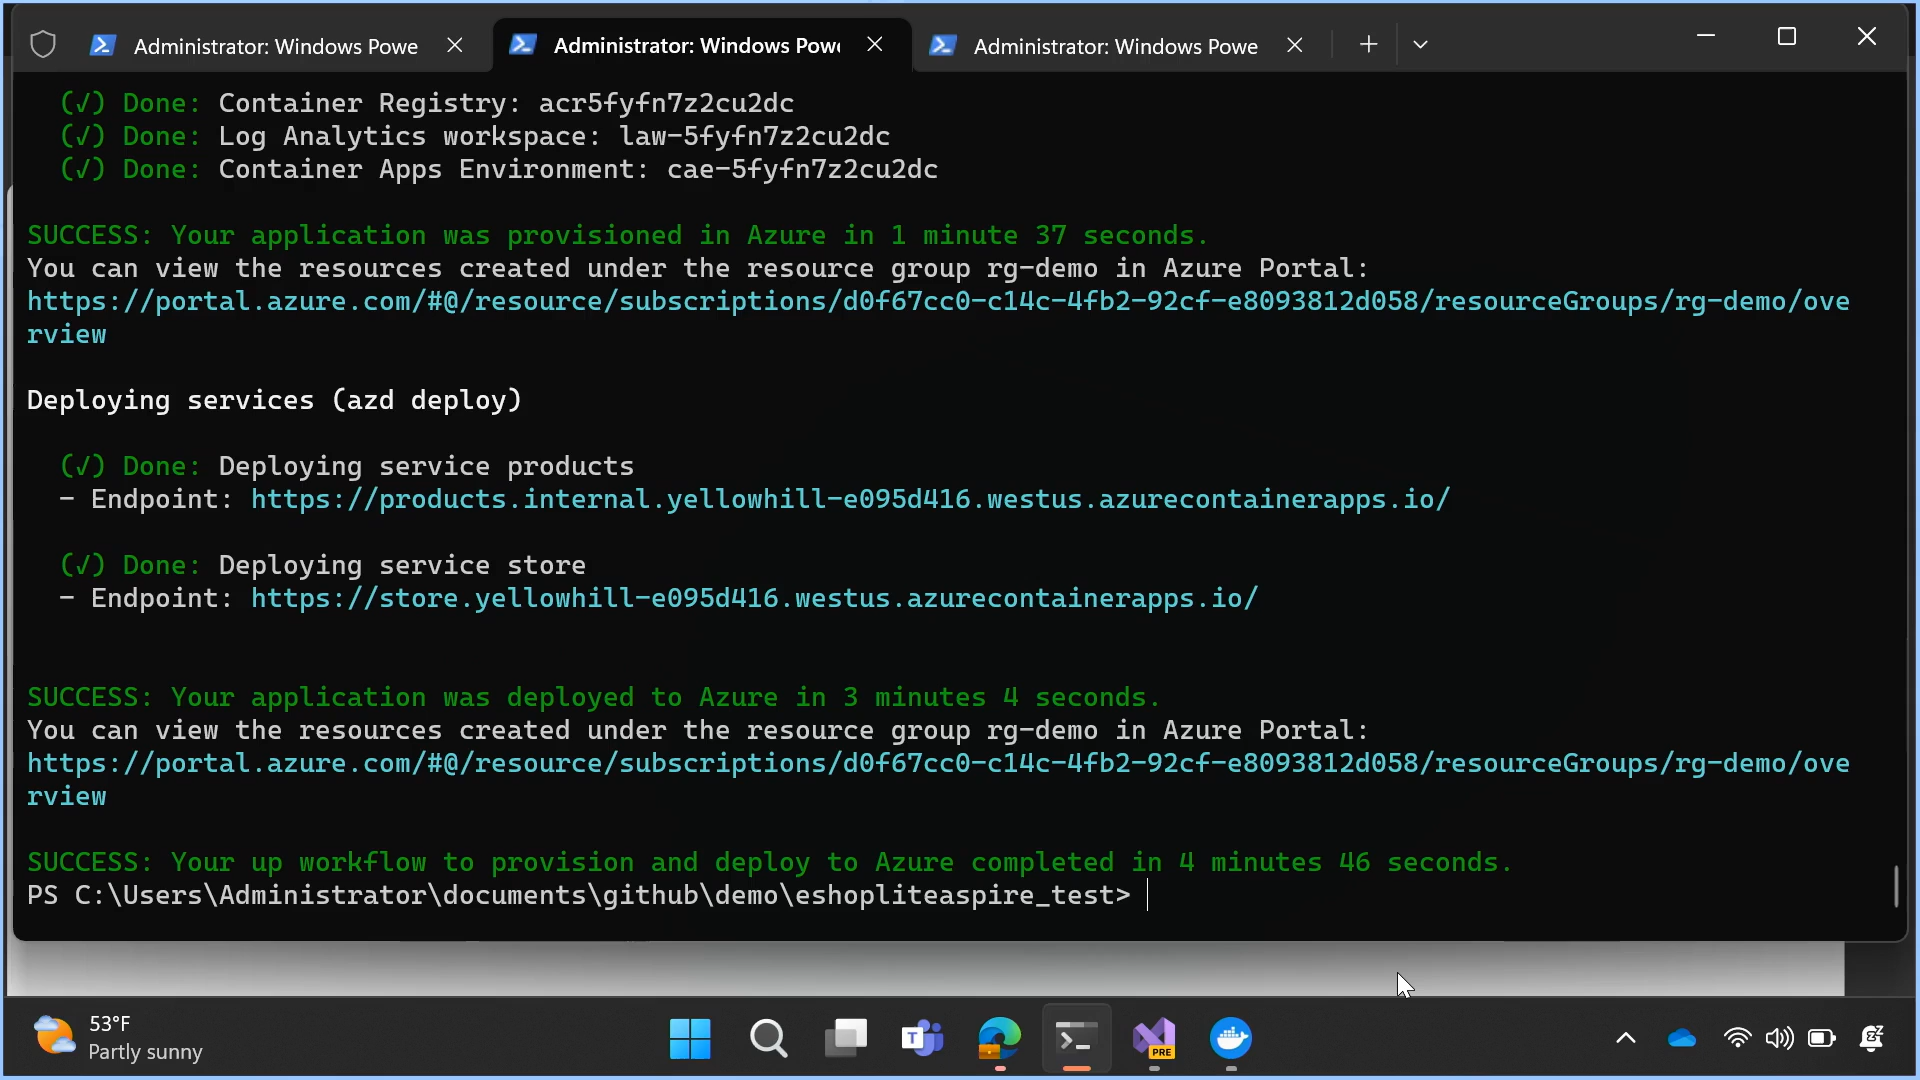 Administrator: Windows Powe
Administrator: Windows Powe
Administrator: Windows Powe
(√) Done: Container Registry: acr5fyfn7z2cu2dc
(√) Done: Log Analytics workspace: law-5fyfn7z2cu2dc
(√) Done: Container Apps Environment: cae-5fyfn7z2cu2dc
SUCCESS: Your application was provisioned in Azure in 1 minute 37 seconds.
You can view the resources created under the resource group rg-demo in Azure Portal:
https://portal.azure.com/#@/resource/subscriptions/d0f67cc0-c14c-4fb2-92cf-e8093812d058/resourceGroups/rg-demo/ove
rview
Deploying services (azd deploy)
(√) Done: Deploying service products
- Endpoint: https://products.internal.yellowhill-e095d416.westus.azurecontainerapps.io/
(√) Done: Deploying service store
- Endpoint: https://store.yellowhill-e095d416.westus.azurecontainerapps.io/
SUCCESS: Your application was deployed to Azure in 3 minutes 4 seconds.
You can view the resources created under the resource group rg-demo in Azure Portal:
https://portal.azure.com/#@/resource/subscriptions/d0f67cc0-c14c-4fb2-92cf-e8093812d058/resourceGroups/rg-demo/ove
rview
SUCCESS: Your up workflow to provision and deploy to Azure completed in 4 minutes 46 seconds.
PS C:\Users\Administrator\documents\github\demo\eshopliteaspire_test>
53°F
Partly sunny
T
PRE